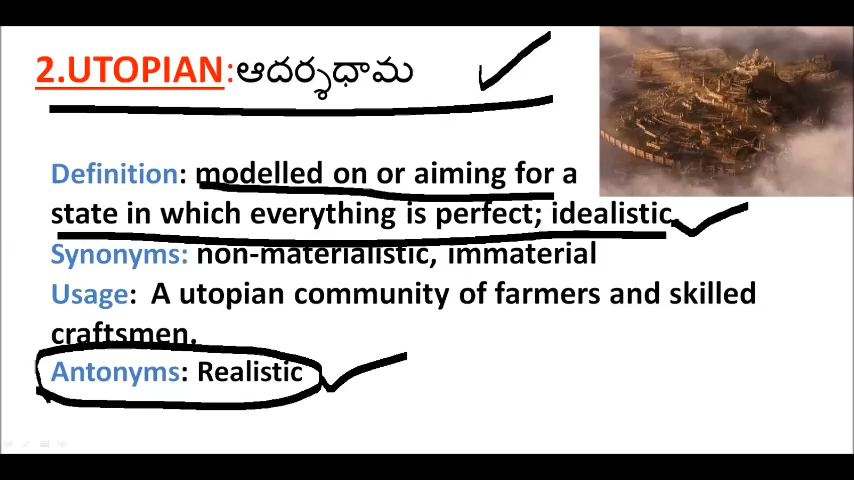 2.UTOPIAN:ఆదర్శధామ
Definition: modelled on or aiming for a
state in which everything is perfect; idealistic.
Synonyms: non-materialistic, immaterial
Usage: A utopian community of farmers and skilled
craftsmen.
Antonyms: Realistic